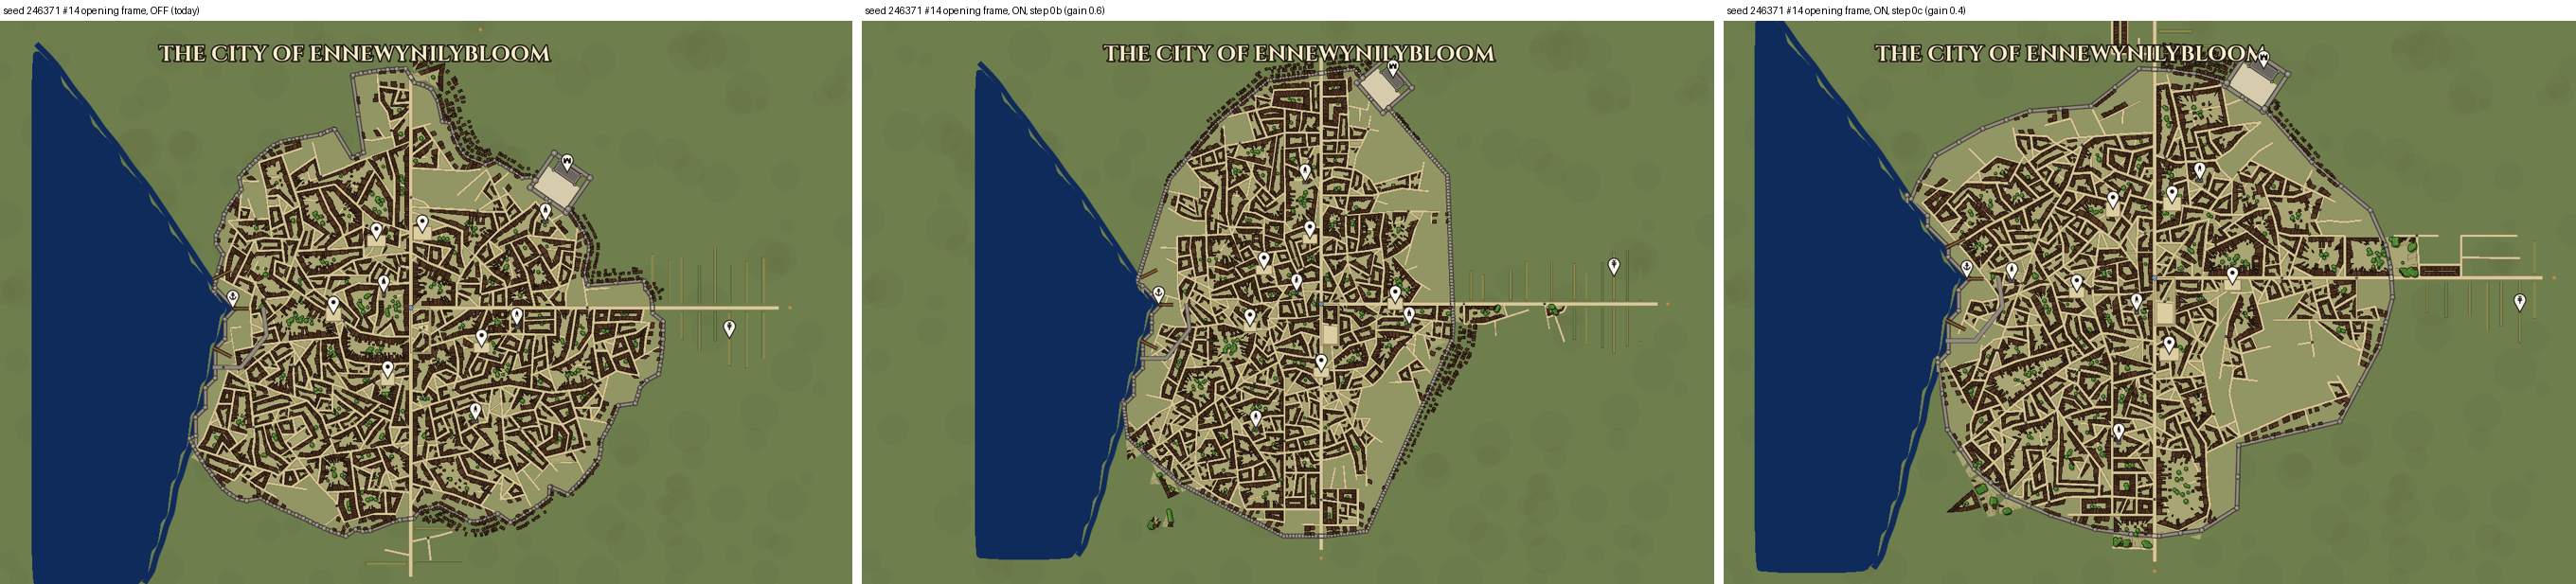 seed 246371 #14 opening frame, OFF (today)
THE CITY OF ENNEWYNILYBLOOM
seed 246371 #14 opening frame, ON, step 0b (gain 0.6)
THE CITY OF ENNEWYNILYBLOOM
seed 246371 #14 opening frame, ON, step 0c (gain 0.4)
THE CITY OF ENNEWYNILYBLOOM